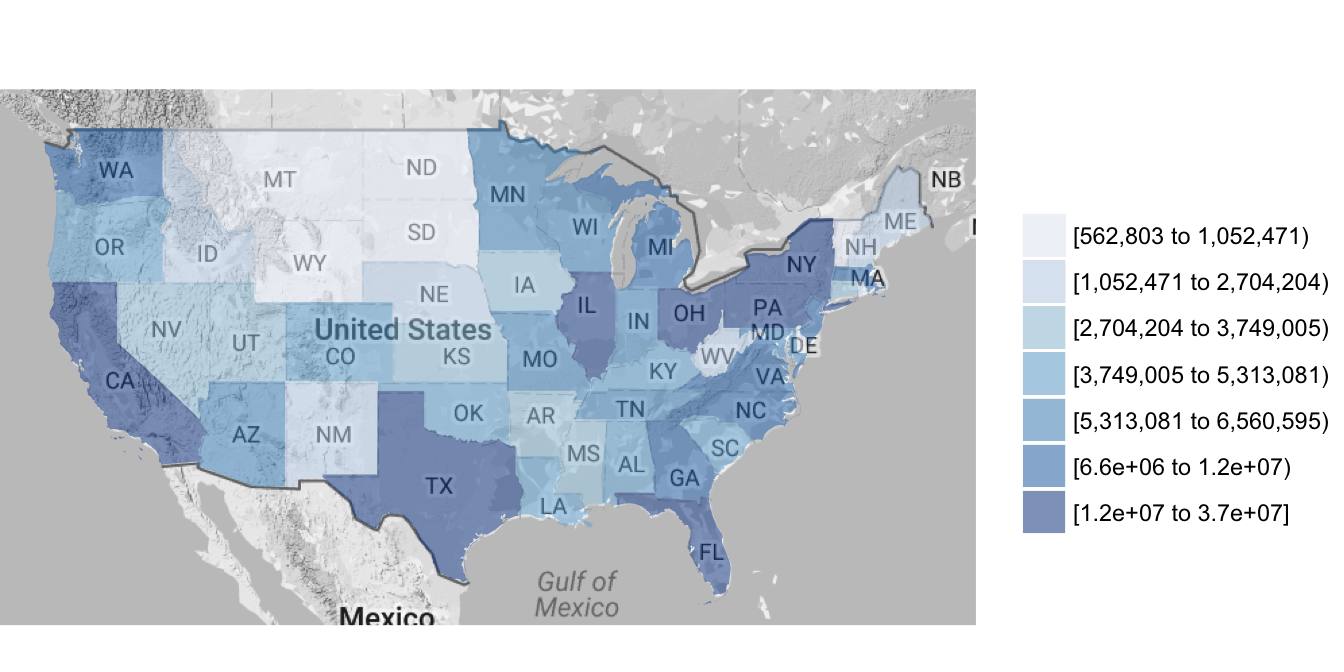 WA
MT
ND
MN
NB
ME
OR
ID
SD
WI
MI
NH
WY
NY
MA
NE
IA
IL
IN
OH
PA
NV
UT
United States
CO
KS
MO
KY
WV
MD
DE
VA
CA
AZ
NM
OK
AR
TN
NC
MS
AL
SC
GA
TX
LA
FL
Gulf of
Mexico
Mexico
[562,803 to 1,052,471)
[1,052,471 to 2,704,204)
[2,704,204 to 3,749,005)
[3,749,005 to 5,313,081)
[5,313,081 to 6,560,595)
[6.6e+06 to 1.2e+07)
[1.2e+07 to 3.7e+07]